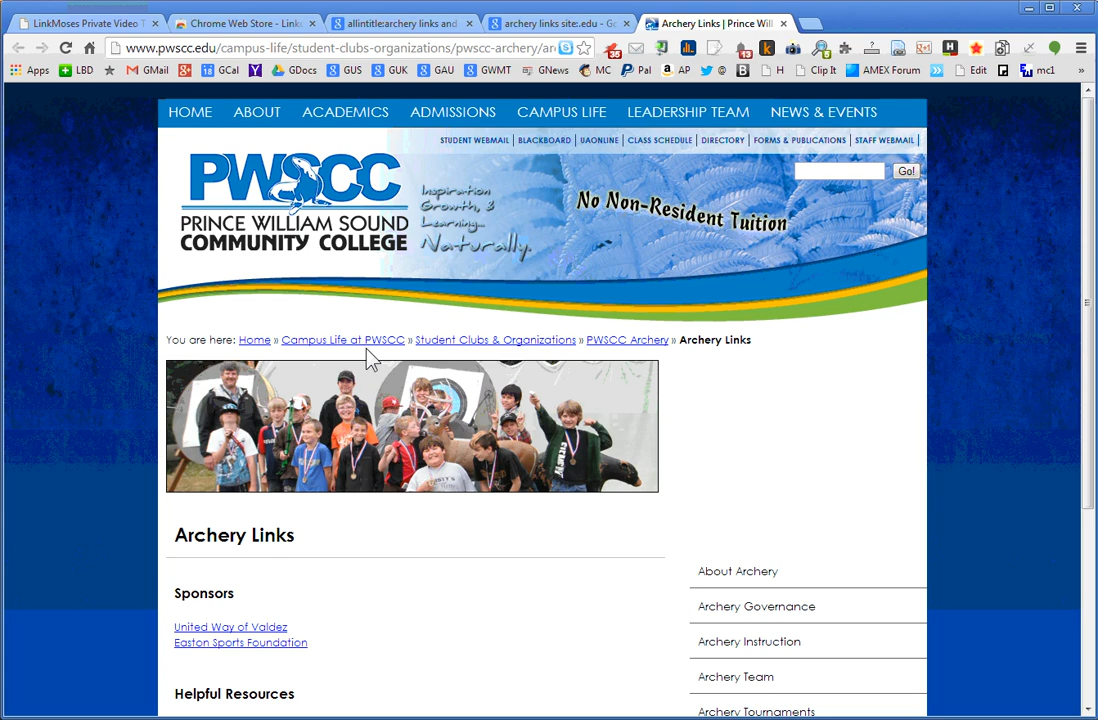 LinkMoses Private Video T
Chrome Web Store - Link
allintitle:archery links and
archery links site:.edu - Go
Archery Links | Prince Will
www.pwscc.edu/campus-life/student-clubs-organizations/pwscc-archery/ar
Apps LBD GMail GCal GDocs GUS GUK GAU GWMT GNews MC Pal AP @ H Clip It AMEX Forum Edit mc1 »
HOME ABOUT ACADEMICS ADMISSIONS CAMPUS LIFE LEADERSHIP TEAM NEWS & EVENTS
STUDENT WEBMAIL | BLACKBOARD | UAONLINE | CLASS SCHEDULE | DIRECTORY | FORMS & PUBLICATIONS | STAFF WEBMAIL |
Go!
PWSCC
PRINCE WILLIAM SOUND
COMMUNITY COLLEGE
Inspiration
Growth, &
Learning...
Naturally.
No Non-Resident Tuition
You are here: Home » Campus Life at PWSCC » Student Clubs & Organizations » PWSCC Archery » Archery Links
Archery Links
Sponsors
United Way of Valdez
Easton Sports Foundation
Helpful Resources
About Archery
Archery Governance
Archery Instruction
Archery Team
Archery Tournaments